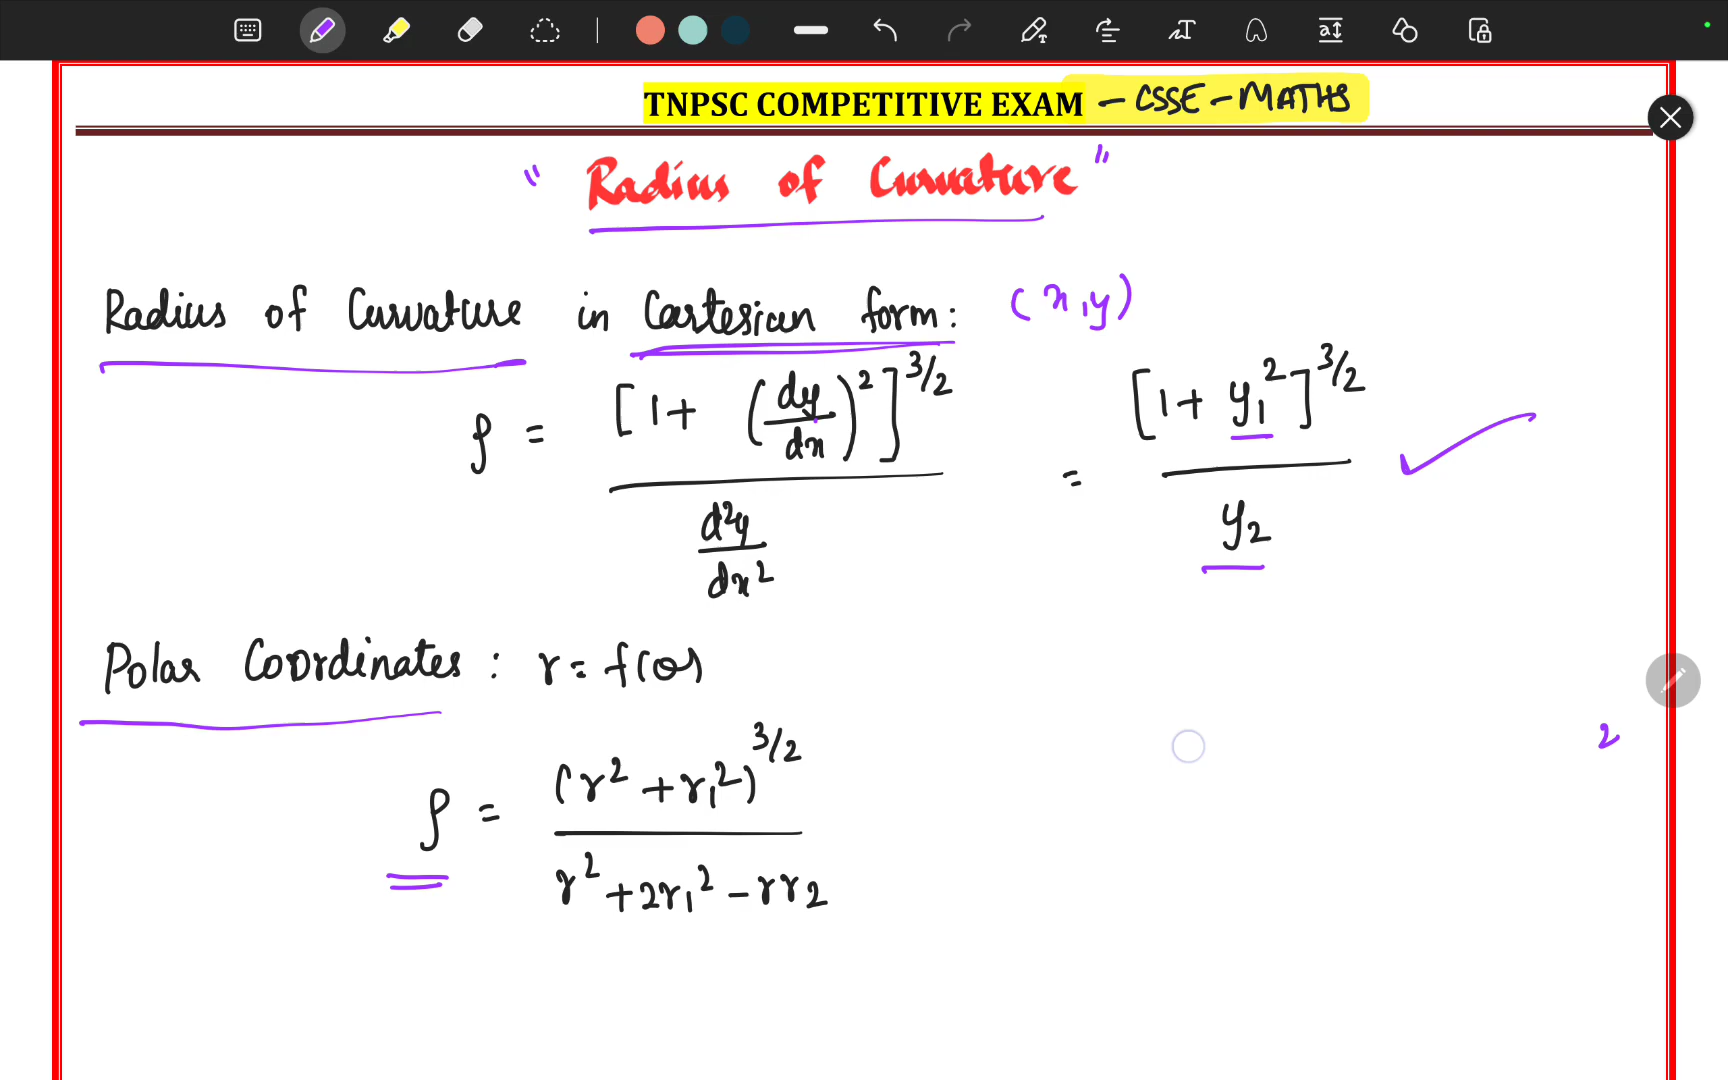 TNPSC COMPETITIVE EXAM - CSSE - MATHS
" Radius of Curvature "
Radius of Curvature in Cartesian form: (x,y)
ρ = [1 + (dy/dx)²]^3/2 / d²y/dx² = [1 + y₁²]^3/2 / y₂
Polar Coordinates : r = f(θ)
2
ρ = (r² + r₁²)^3/2 / r² + 2r₁² - rr₂